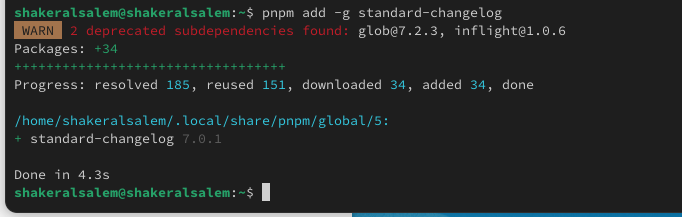 shakeralsalem@shakeralsalem:~$ pnpm add -g standard-changelog
WARN 2 deprecated subdependencies found: glob@7.2.3, inflight@1.0.6
Packages: +34
++++++++++++++++++++++++++++++++++
Progress: resolved 185, reused 151, downloaded 34, added 34, done
/home/shakeralsalem/.local/share/pnpm/global/5:
+ standard-changelog 7.0.1
Done in 4.3s
shakeralsalem@shakeralsalem:~$